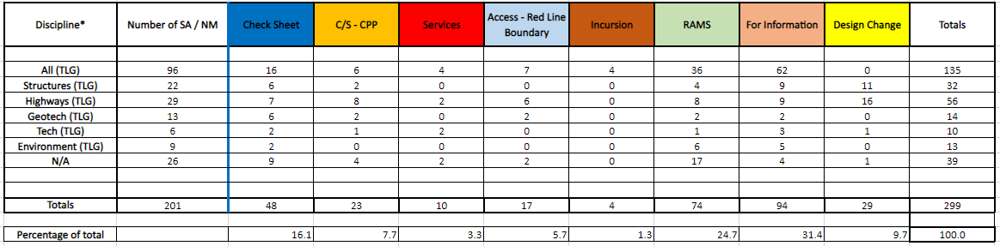 Discipline* Number of SA / NM Check Sheet C/S - CPP Services Access - Red Line Boundary Incursion RAMS For Information Design Change Totals
All (TLG) 96 16 6 4 7 4 36 62 0 135
Structures (TLG) 22 6 2 0 0 0 4 9 11 32
Highways (TLG) 29 7 8 2 6 0 8 9 16 56
Geotech (TLG) 13 6 2 0 2 0 2 2 0 14
Tech (TLG) 6 2 1 2 0 0 1 3 1 10
Environment (TLG) 9 2 0 0 0 0 6 5 0 13
N/A 26 9 4 2 2 0 17 4 1 39
Totals 201 48 23 10 17 4 74 94 29 299
Percentage of total 16.1 7.7 3.3 5.7 1.3 24.7 31.4 9.7 100.0